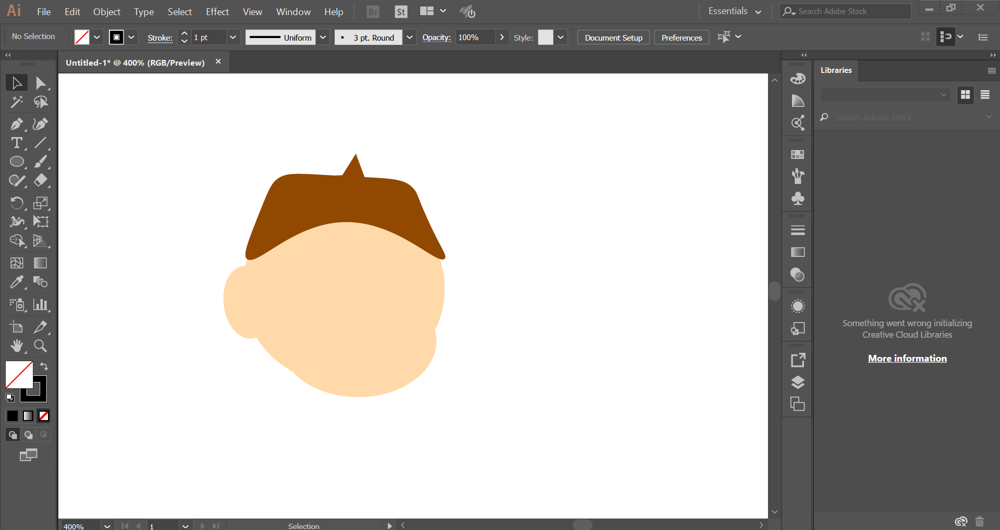 Ai File Edit Object Type Select Effect View Window Help Br St Essentials Search Adobe Stock
No Selection Stroke: 1 pt Uniform 3 pt. Round Opacity: 100% Style: Document Setup Preferences
Untitled-1* @ 400% (RGB/Preview)
Libraries
Search Adobe Stock
Something went wrong initializing
Creative Cloud Libraries
More information
400% 1 Selection